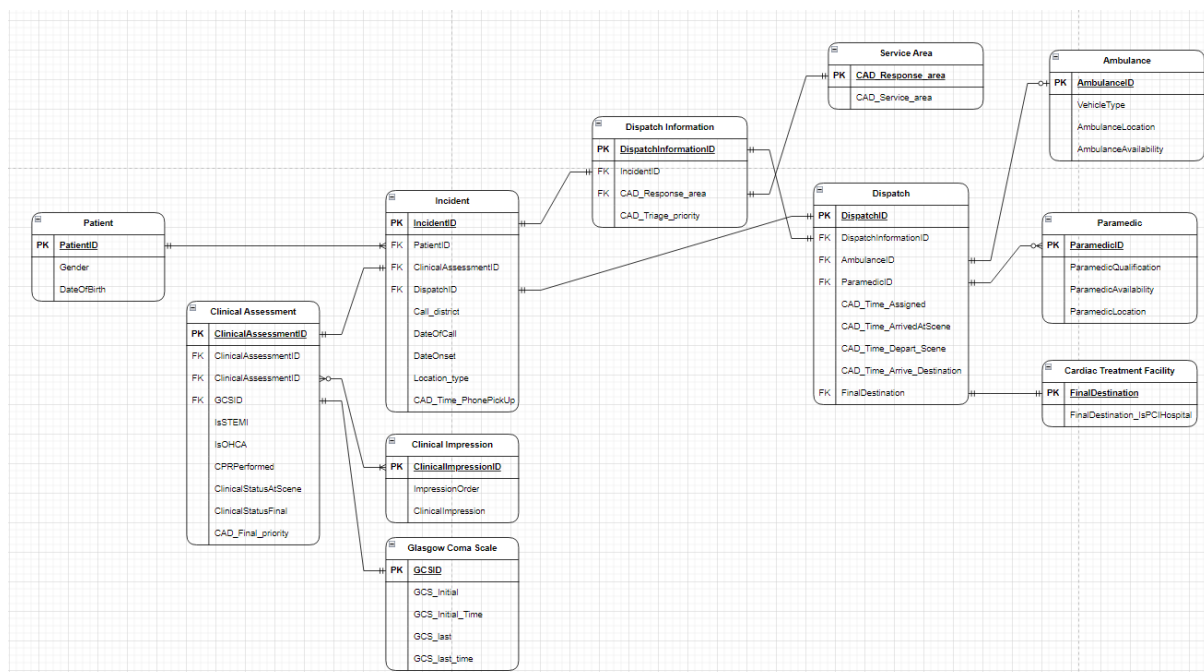 Service Area
PK CAD_Response_area
CAD_Service_area
Ambulance
PK AmbulanceID
VehicleType
AmbulanceLocation
AmbulanceAvailability
Dispatch Information
PK DispatchInformationID
FK IncidentID
FK CAD_Response_area
CAD_Triage_priority
Dispatch
PK DispatchID
FK DispatchInformationID
FK AmbulanceID
FK ParamedicID
CAD_Time_Assigned
CAD_Time_ArrivedAtScene
CAD_Time_Depart_Scene
CAD_Time_Arrive_Destination
FK FinalDestination
Incident
PK IncidentID
FK PatientID
FK ClinicalAssessmentID
FK DispatchID
Call_district
DateOfCall
DateOnset
Location_type
CAD_Time_PhonePickUp
Patient
PK PatientID
Gender
DateOfBirth
Paramedic
PK ParamedicID
ParamedicQualification
ParamedicAvailability
ParamedicLocation
Clinical Assessment
PK ClinicalAssessmentID
FK ClinicalAssessmentID
FK ClinicalAssessmentID
FK GCSID
IsSTEMI
IsOHCA
CPRPerformed
ClinicalStatusAtScene
ClinicalStatusFinal
CAD_Final_priority
Cardiac Treatment Facility
PK FinalDestination
FinalDestination_IsPCIHospital
Clinical Impression
PK ClinicalImpressionID
ImpressionOrder
ClinicalImpression
Glasgow Coma Scale
PK GCSID
GCS_Initial
GCS_Initial_Time
GCS_last
GCS_last_time